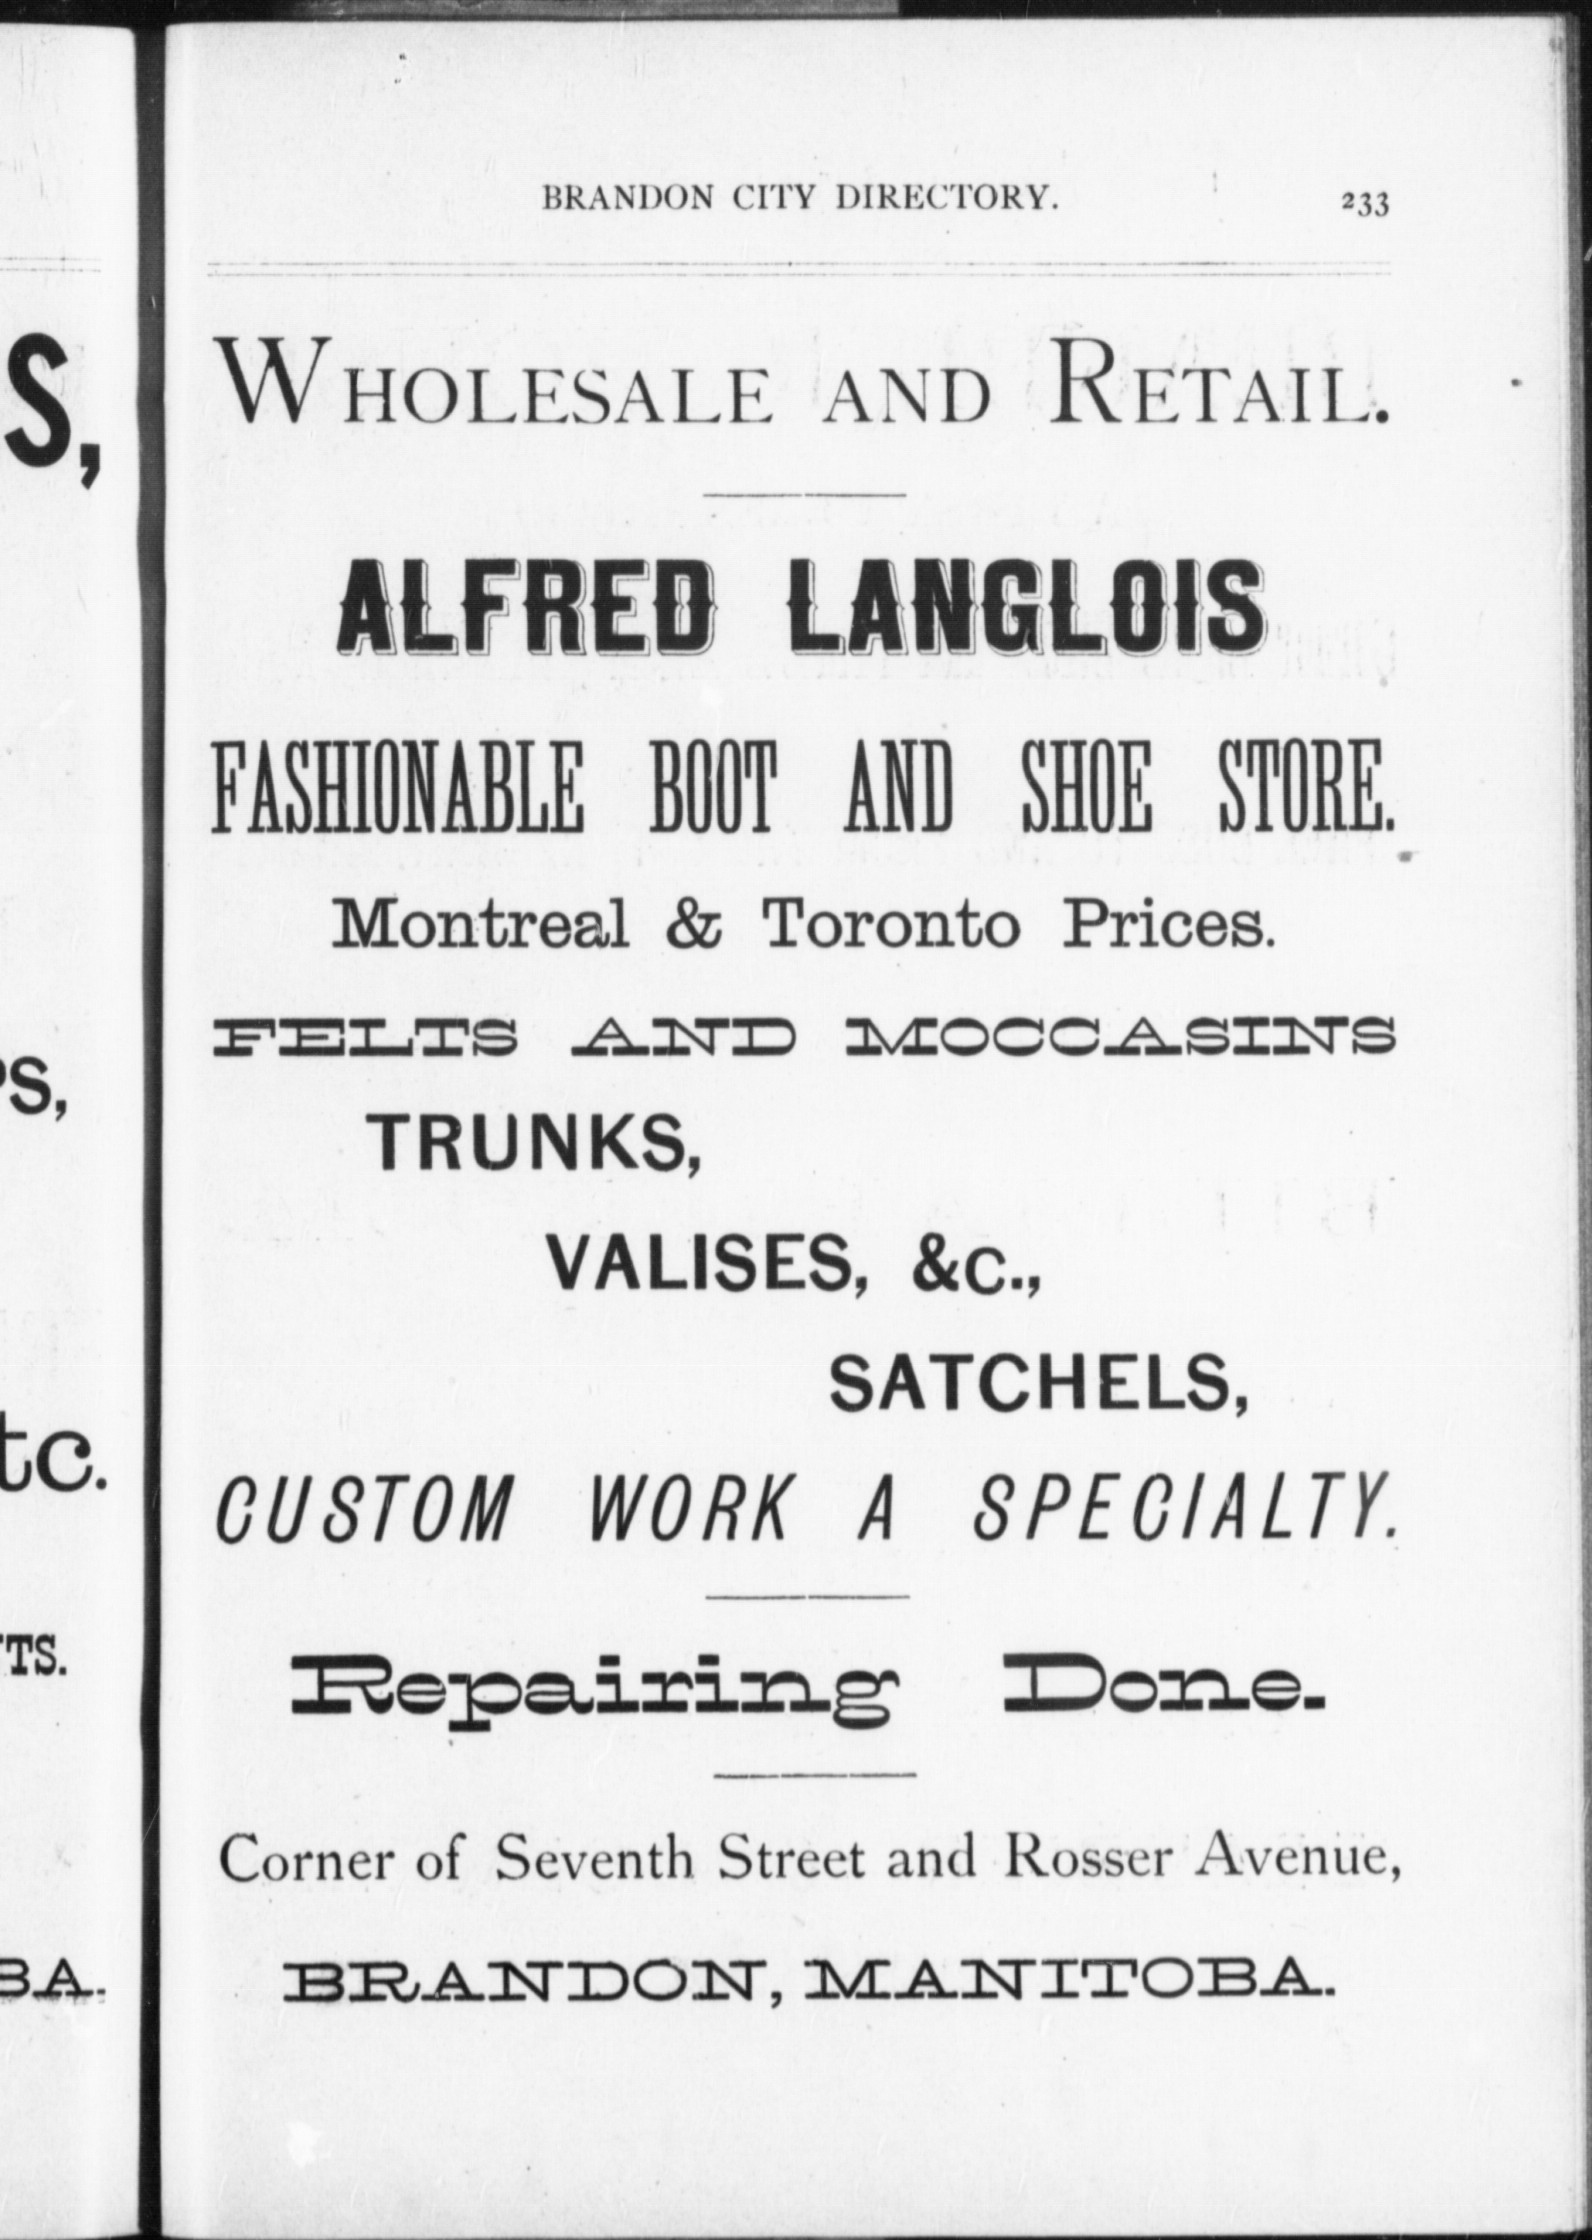 BRANDON CITY DIRECTORY. 233
WHOLESALE AND RETAIL.
ALFRED LANGLOIS
FASHIONABLE BOOT AND SHOE STORE.
Montreal & Toronto Prices.
FELTS AND MOCCASINS
TRUNKS,
VALISES, &c.,
SATCHELS,
CUSTOM WORK A SPECIALTY.
Repairing Done.
Corner of Seventh Street and Rosser Avenue,
BRANDON, MANITOBA.